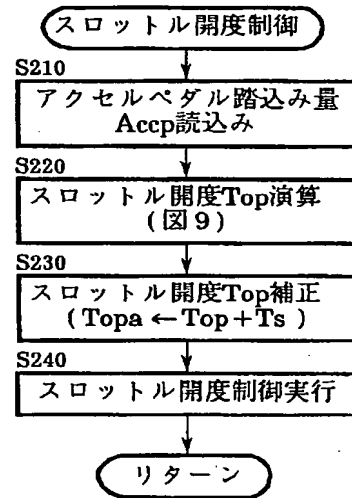 スロットル開度制御
S210
アクセルペダル踏込み量
Accp読込み
S220
スロットル開度Top演算
(図9)
S230
スロットル開度Top補正
(Topa←Top+Ts)
S240
スロットル開度制御実行
リターン